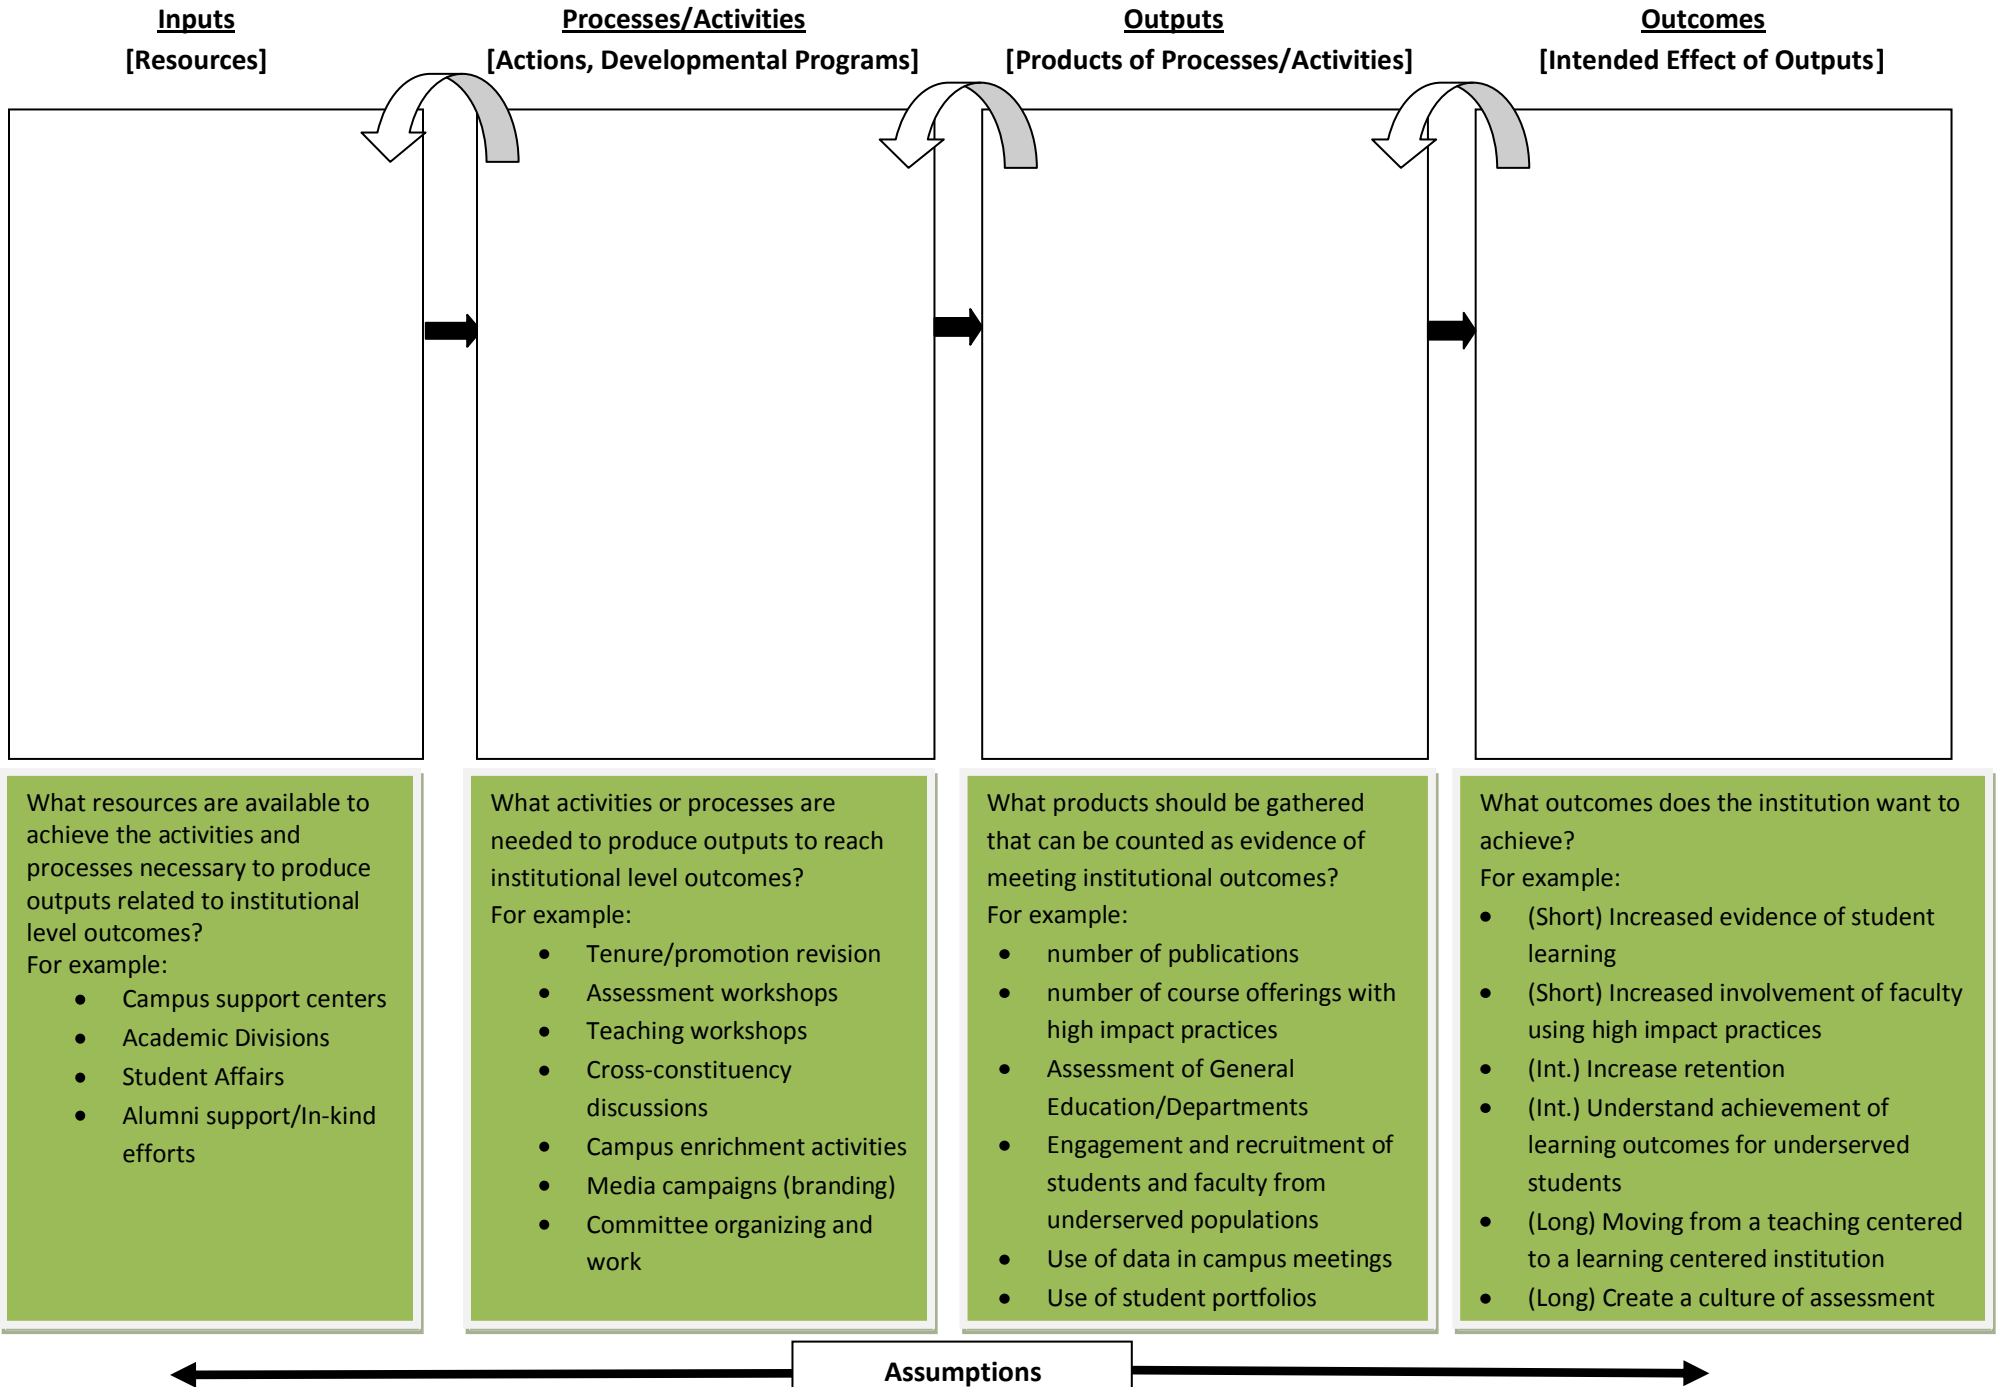 Inputs
[Resources]
Processes/Activities
[Actions, Developmental Programs]
Outputs
[Products of Processes/Activities]
Outcomes
[Intended Effect of Outputs]
What resources are available to
achieve the activities and
processes necessary to produce
outputs related to institutional
level outcomes?
For example:
• Campus support centers
• Academic Divisions
• Student Affairs
• Alumni support/In-kind
efforts
What activities or processes are
needed to produce outputs to reach
institutional level outcomes?
For example:
• Tenure/promotion revision
• Assessment workshops
• Teaching workshops
• Cross-constituency
discussions
• Campus enrichment activities
• Media campaigns (branding)
• Committee organizing and
work
What products should be gathered
that can be counted as evidence of
meeting institutional outcomes?
For example:
• number of publications
• number of course offerings with
high impact practices
• Assessment of General
Education/Departments
• Engagement and recruitment of
students and faculty from
underserved populations
• Use of data in campus meetings
• Use of student portfolios
What outcomes does the institution want to
achieve?
For example:
• (Short) Increased evidence of student
learning
• (Short) Increased involvement of faculty
using high impact practices
• (Int.) Increase retention
• (Int.) Understand achievement of
learning outcomes for underserved
students
• (Long) Moving from a teaching centered
to a learning centered institution
• (Long) Create a culture of assessment
Assumptions